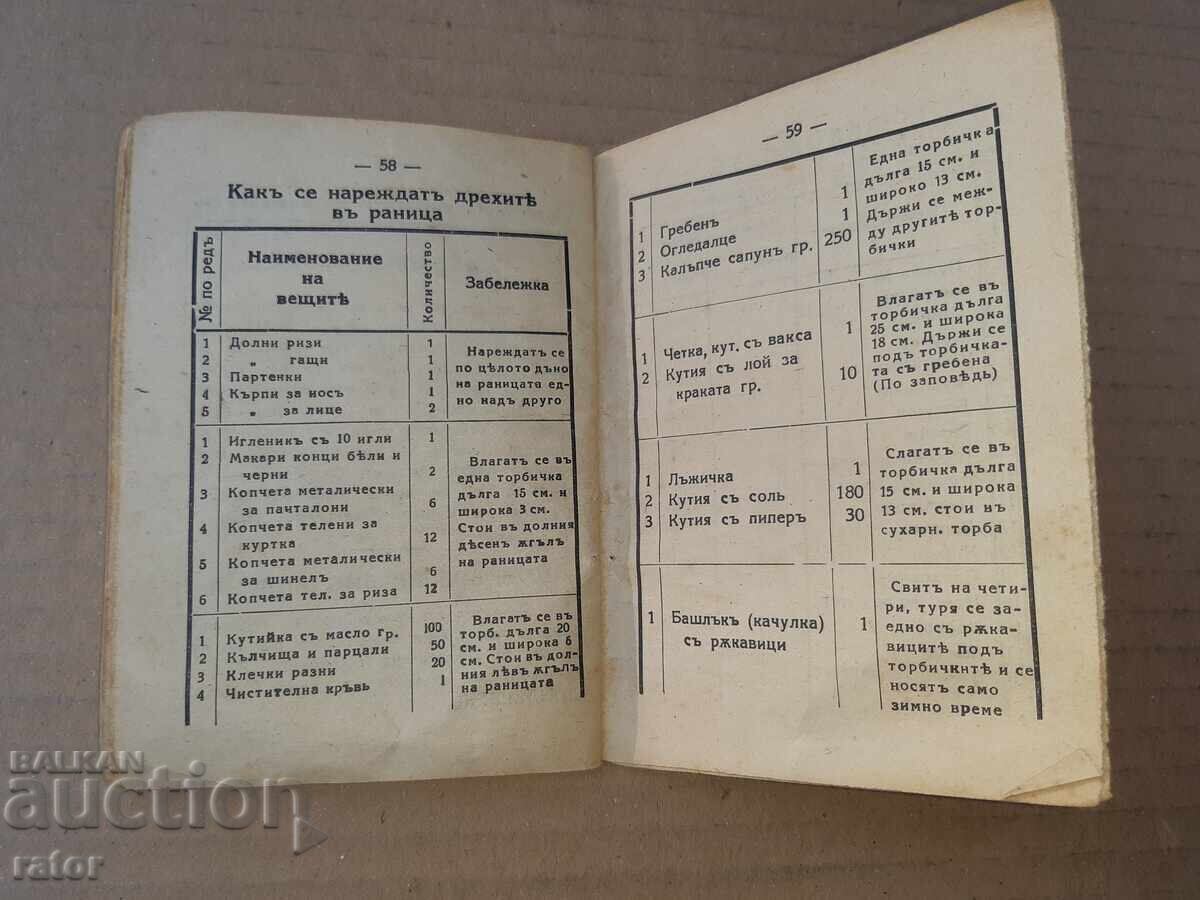 — 58 —
Какъ се нареждатъ дрехитѣ
въ раница
№ по редъ
Наименование
на
вещитѣ
Количество
Забележка
1 Долни ризи 1
2 „ гащи 1
3 Партенки 1
4 Кърпи за носъ 1
5 „ за лице 2
Нареждатъ се
по цѣлото дъно
на раницата ед-
но надъ друго
1 Игленикъ съ 10 игли 1
2 Макари конци бѣли и
черни 2
3 Копчета металически
за панталони 6
4 Копчета телени за
куртка 12
5 Копчета металически
за шинелъ 6
6 Копчета тел. за риза 12
Влагатъ се въ
една торбичка
дълга 15 см. и
широка 3 см.
Стои въ долния
дѣсенъ жгълъ
на раницата
1 Кутийка съ масло гр. 100
2 Кълчища и парцали 50
3 Клечки разни 20
4 Чистителна кръвь 1
Влагатъ се въ
торб. дълга 20
см. и широка 6
см. Стои въ дол-
ния лѣвъ жгълъ
на раницата
— 59 —
1 Гребенъ 1
2 Огледалце 1
3 Калъпче сапунъ гр. 250
Една торбичка
дълга 15 см. и
широко 13 см.
Държи се меж-
ду другитѣ тор-
бички
1 Четка, кут. съ вакса 1
2 Кутия съ лой за
краката гр. 10
Влагатъ се въ
торбичка дълга
25 см. и широка
18 см. Държи се
подъ торбичка-
та съ гребена
(По заповѣдь)
1 Лъжичка 1
2 Кутия съ соль 180
3 Кутия съ пиперъ 30
Слагатъ се въ
торбичка дълга
15 см. и широка
13 см. стои въ
сухарн. торба
1 Башлъкъ (качулка)
съ рѫкавици 1
Свитъ на чети-
ри, туря се за-
едно съ рѫка-
вицитѣ подъ
торбичкитѣ и се
носятъ само
зимно време
BALKAN
auction
rator